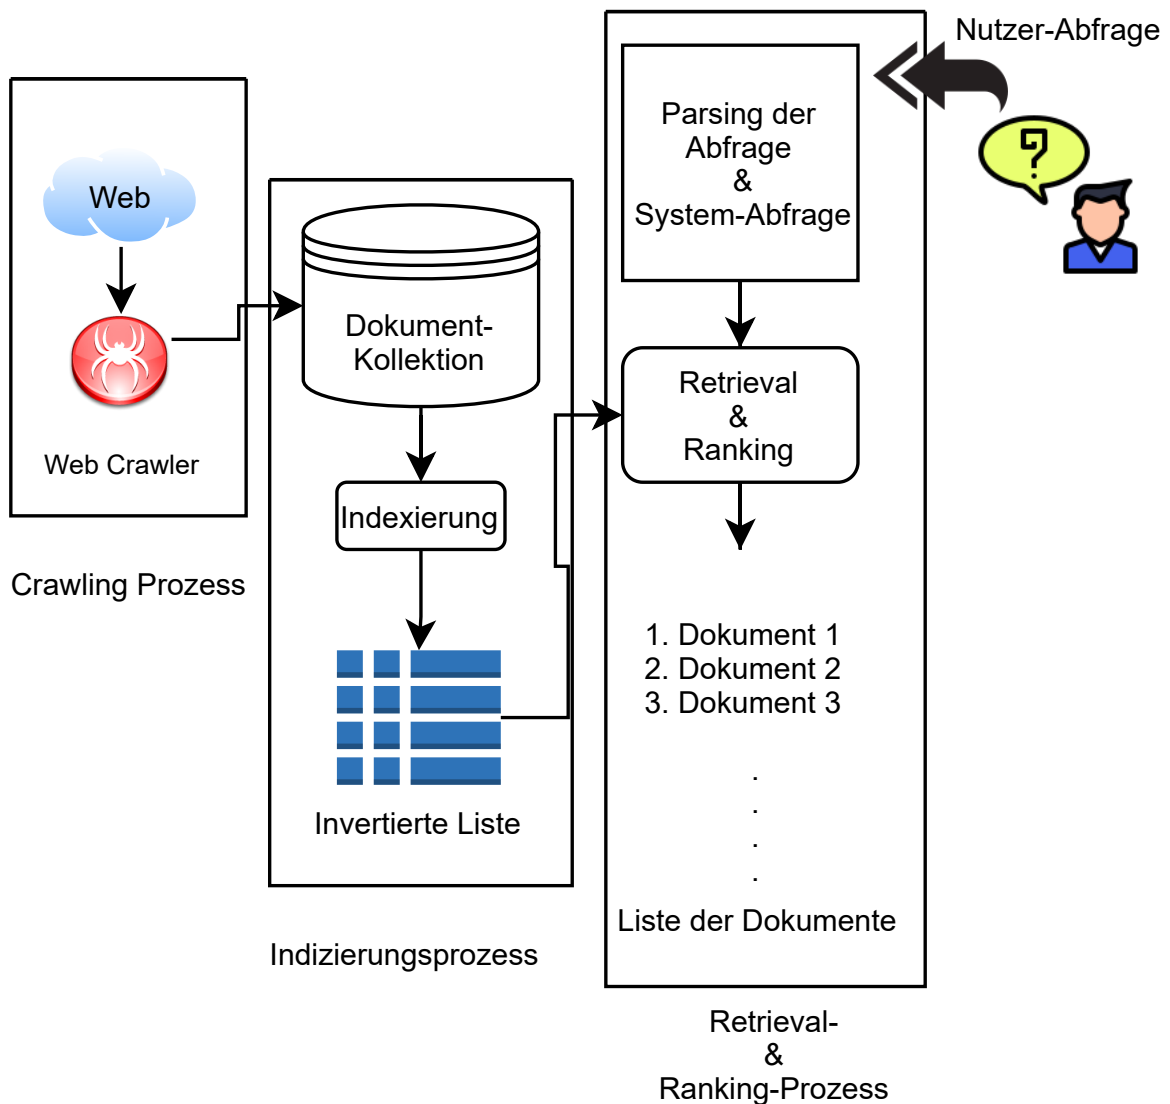 Web
Web Crawler
Crawling Prozess
Dokument-
Kollektion
Indexierung
Invertierte Liste
Indizierungsprozess
Nutzer-Abfrage
Parsing der
Abfrage
&
System-Abfrage
Retrieval
&
Ranking
1. Dokument 1
2. Dokument 2
3. Dokument 3
.
.
.
.
Liste der Dokumente
Retrieval-
&
Ranking-Prozess
?